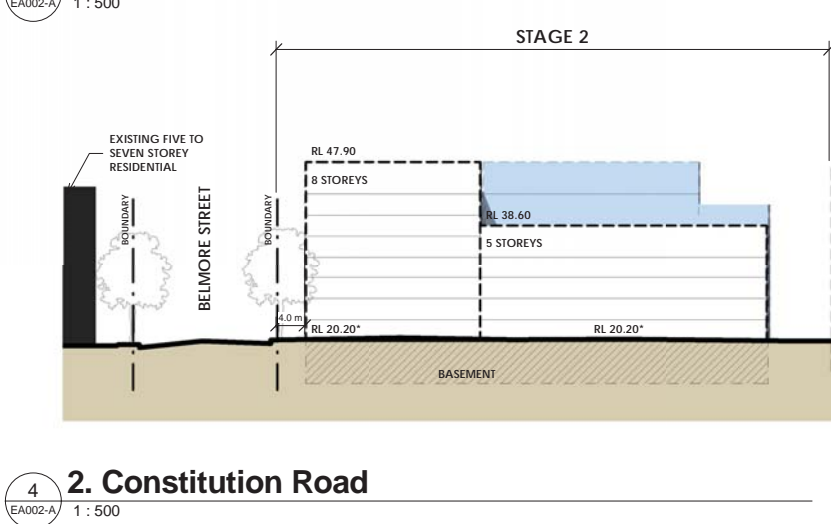 EA002-A 1 : 500
STAGE 2
EXISTING FIVE TO
SEVEN STOREY
RESIDENTIAL
BOUNDARY
BELMORE STREET
BOUNDARY
RL 47.90
8 STOREYS
RL 38.60
5 STOREYS
4.0 m
RL 20.20*
RL 20.20*
BASEMENT
4
EA002-A
2. Constitution Road
1 : 500